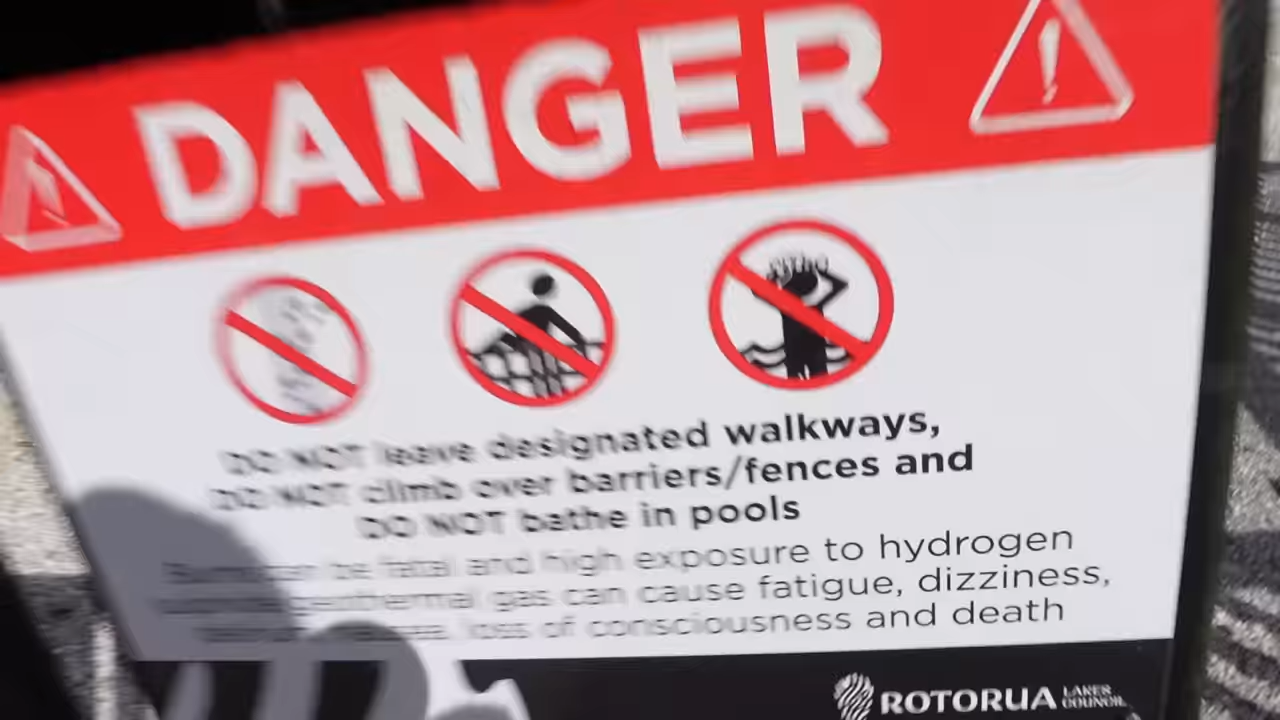 DANGER
DO NOT leave designated walkways,
DO NOT climb over barriers/fences and
DO NOT bathe in pools
Burns can be fatal and high exposure to hydrogen
geothermal gas can cause fatigue, dizziness,
loss of consciousness and death
ROTORUA LAKES COUNCIL